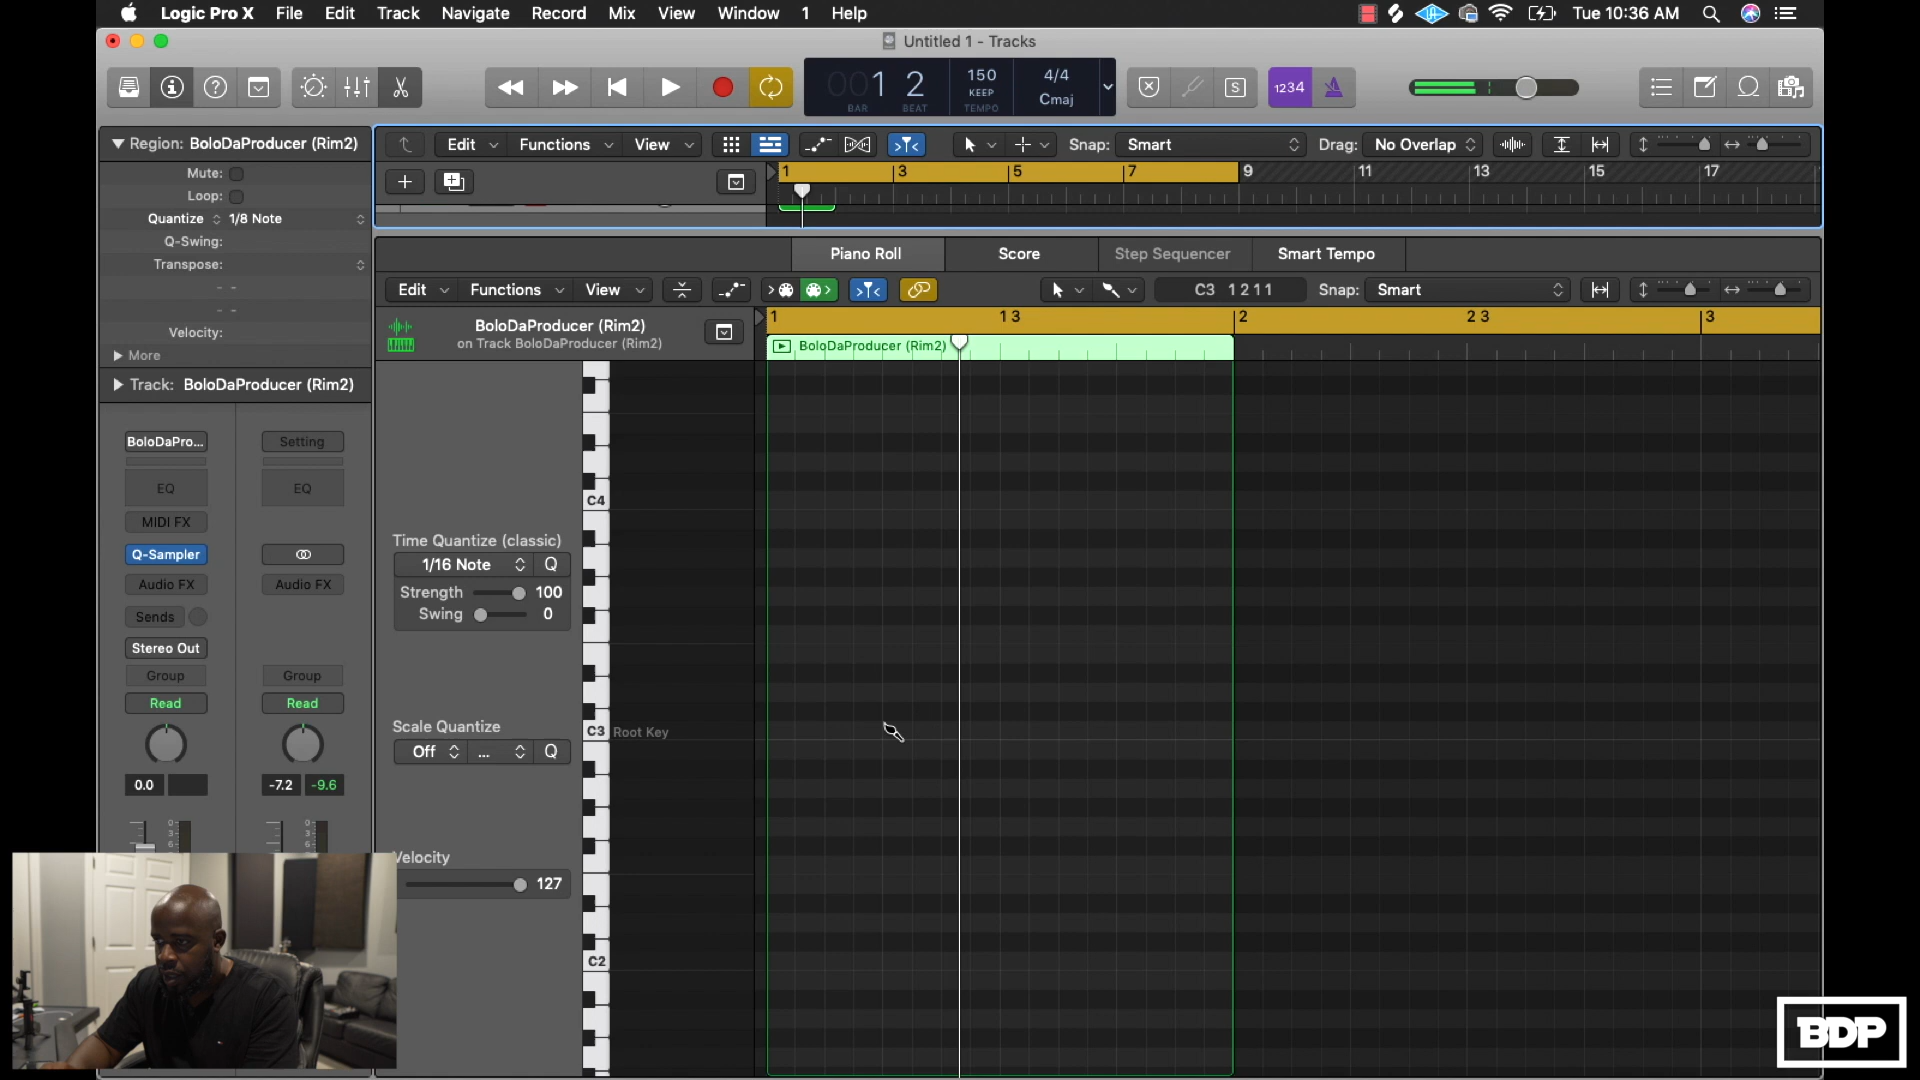 Logic Pro X File Edit Track Navigate Record Mix View Window 1 Help
Tue 10:36 AM
Untitled 1 - Tracks
001 2
BAR BEAT
150
KEEP
TEMPO
4/4
Cmaj
S
1234
Region: BoloDaProducer (Rim2)
Mute:
Loop:
Quantize 1/8 Note
Q-Swing:
Transpose:
Velocity:
More
Track: BoloDaProducer (Rim2)
Edit Functions View
Snap: Smart
Drag: No Overlap
1 3 5 7 9 11 13 15 17
Piano Roll Score Step Sequencer Smart Tempo
Edit Functions View
C3 1 2 1 1
Snap: Smart
BoloDaProducer (Rim2)
on Track BoloDaProducer (Rim2)
1 1 3 2 2 3 3
BoloDaProducer (Rim2)
BoloDaPro... Setting
EQ EQ
MIDI FX
Q-Sampler
Audio FX Audio FX
Sends
Stereo Out
Group Group
Read Read
0.0 -7.2 -9.6
0 0
3 3
6 6
Time Quantize (classic)
1/16 Note Q
Strength 100
Swing 0
Scale Quantize
Off ... Q
Velocity
127
C4
C3 Root Key
C2
BDP